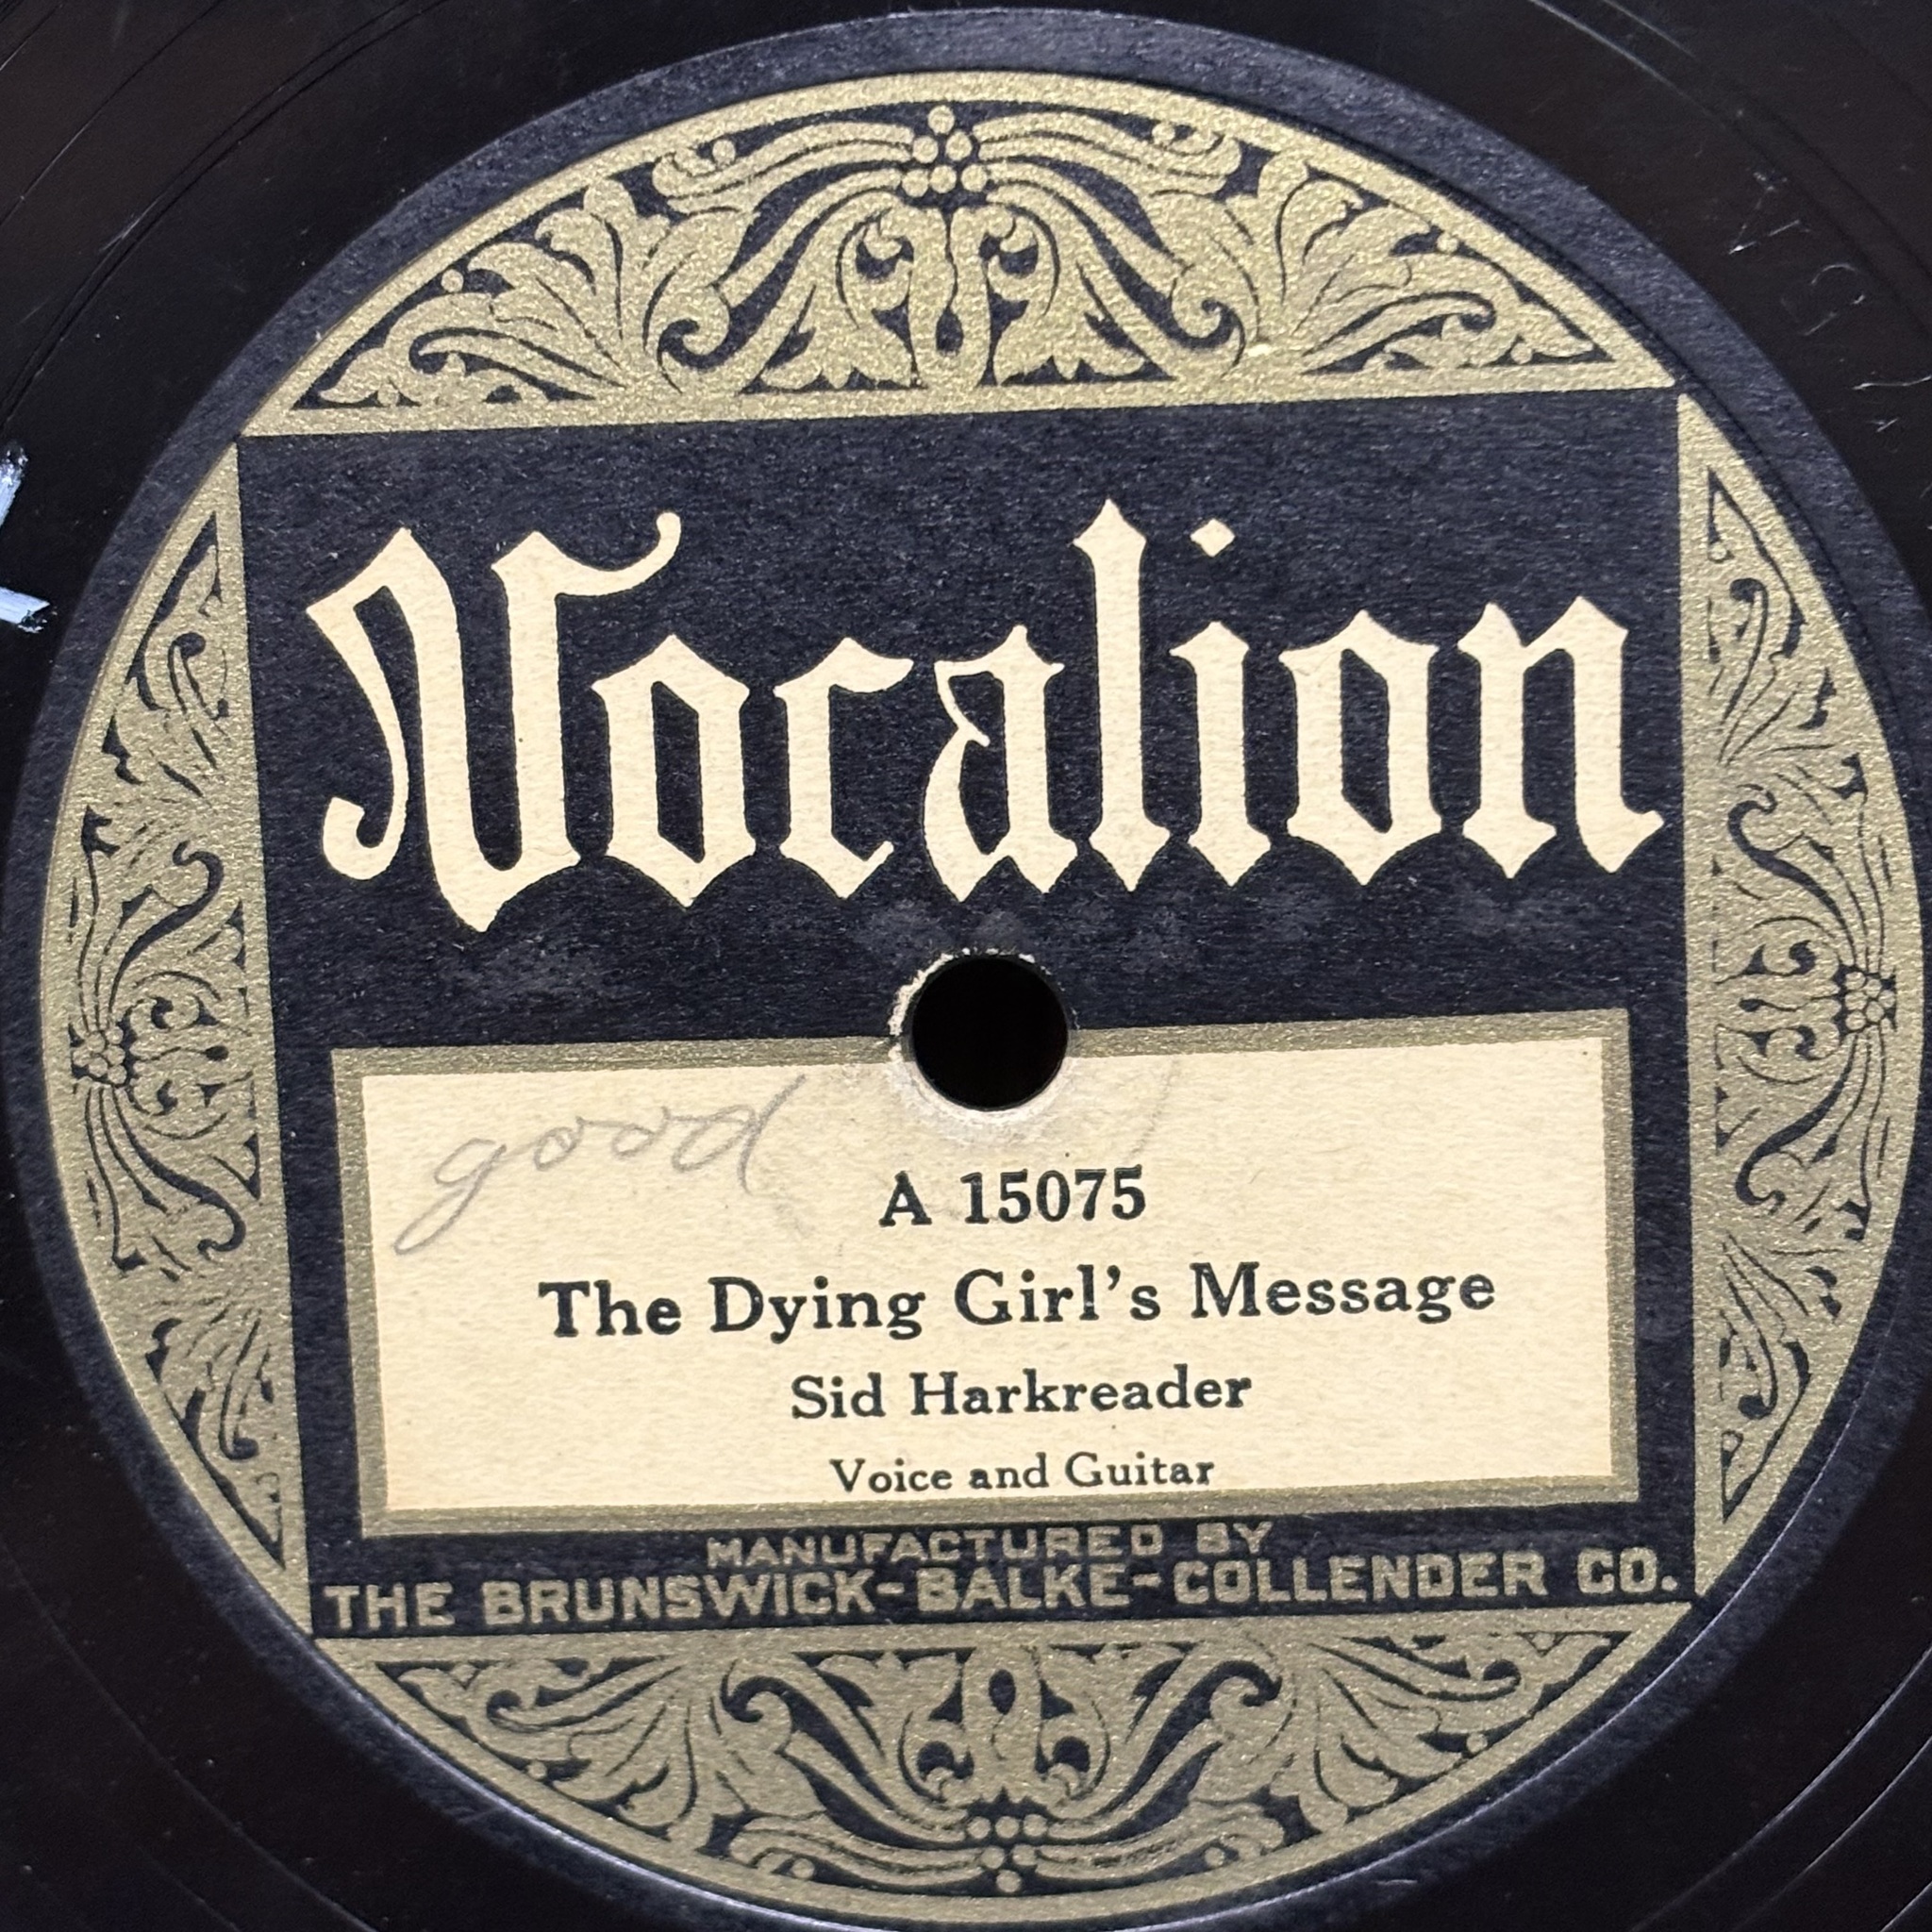 Vocalion
good
A 15075
The Dying Girl's Message
Sid Harkreader
Voice and Guitar
MANUFACTURED BY
THE BRUNSWICK-BALKE-COLLENDER CO.